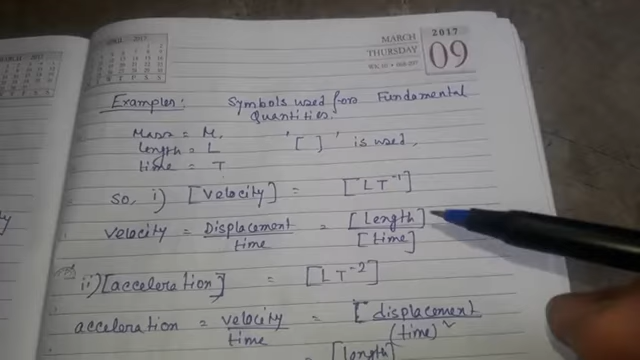 MARCH
THURSDAY
2017
09
Examples: Symbols used for Fundamental
Quantities.
Mass = M,
length = L '[ ]' is used,
time = T
So, i) [velocity] = [LT⁻¹]
velocity = Displacement/time = [length]/[time]
ii) [acceleration] = [LT⁻²]
acceleration = velocity/time = [displacement/(time)²
= [length]